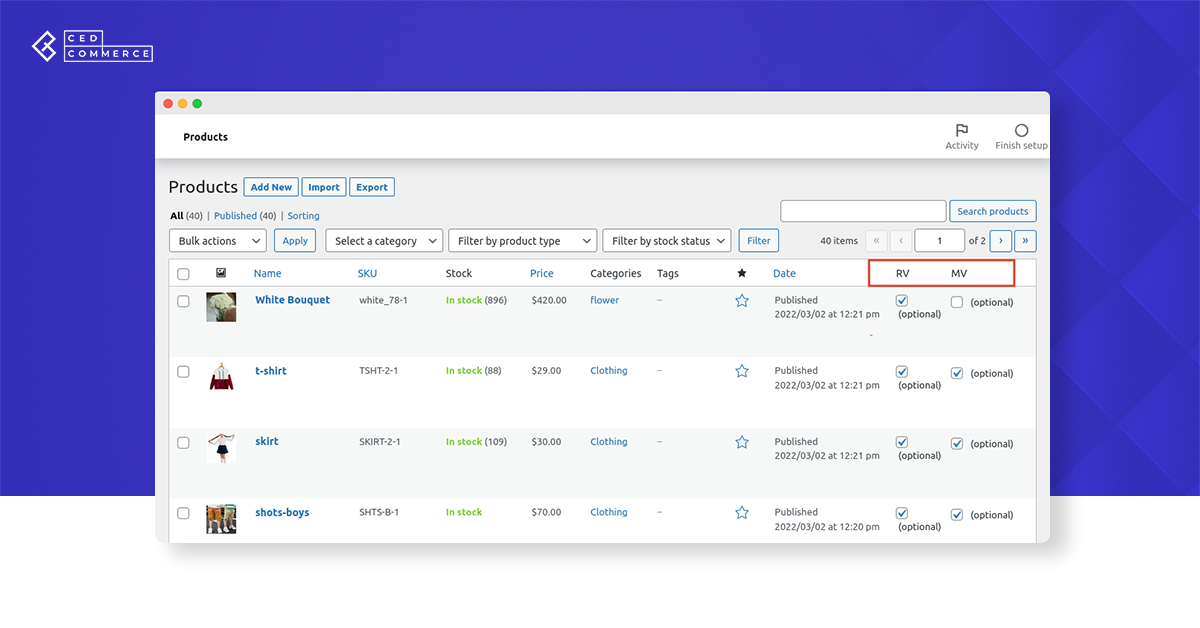 CED
COMMERCE
Products
Activity
Finish setup
Products Add New Import Export
All (40) | Published (40) | Sorting
Search products
Bulk actions Apply Select a category Filter by product type Filter by stock status Filter 40 items « ‹ 1 of 2 › »
Name SKU Stock Price Categories Tags ★ Date RV MV
White Bouquet white_78-1 In stock (896) $420.00 flower – Published (optional)
2022/03/02 at 12:21 pm (optional)
-
t-shirt TSHT-2-1 In stock (88) $29.00 Clothing – Published (optional)
2022/03/02 at 12:21 pm (optional)
skirt SKIRT-2-1 In stock (109) $30.00 Clothing – Published (optional)
2022/03/02 at 12:21 pm (optional)
shots-boys SHTS-B-1 In stock $70.00 Clothing – Published (optional)
2022/03/02 at 12:20 pm (optional)